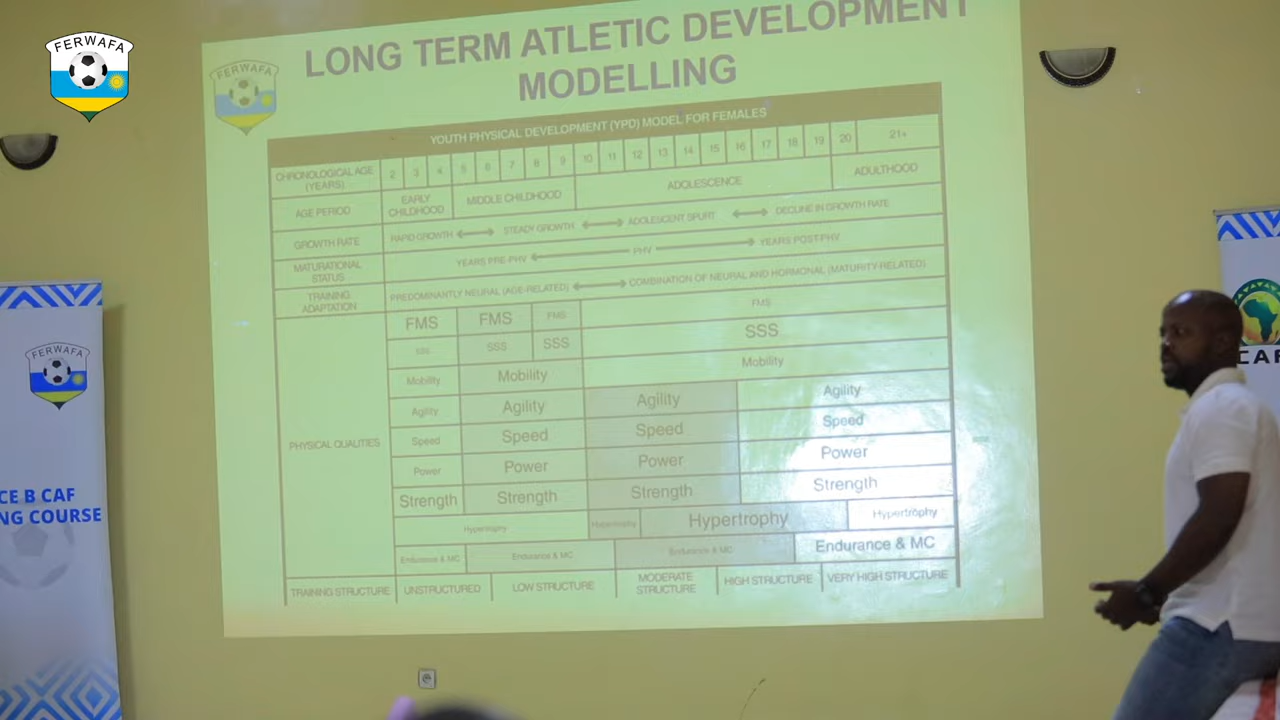 FERWAFA
FERWAFA
LONG TERM ATLETIC DEVELOPMENT
MODELLING
YOUTH PHYSICAL DEVELOPMENT (YPD) MODEL FOR FEMALES
CHRONOLOGICAL AGE (YEARS) 2 3 4 5 6 7 8 9 10 11 12 13 14 15 16 17 18 19 20 21+
AGE PERIOD EARLY CHILDHOOD MIDDLE CHILDHOOD ADOLESCENCE ADULTHOOD
GROWTH RATE RAPID GROWTH STEADY GROWTH ADOLESCENT SPURT DECLINE IN GROWTH RATE
MATURATIONAL STATUS YEARS PRE-PHV PHV YEARS POST-PHV
TRAINING ADAPTATION PREDOMINANTLY NEURAL (AGE-RELATED) COMBINATION OF NEURAL AND HORMONAL (MATURITY-RELATED)
PHYSICAL QUALITIES
FMS FMS FMS FMS
SSS SSS SSS SSS
Mobility Mobility Mobility
Agility Agility Agility Agility
Speed Speed Speed Speed
Power Power Power Power
Strength Strength Strength Strength
Hypertrophy Hypertrophy Hypertrophy Hypertrophy
Endurance & MC Endurance & MC Endurance & MC Endurance & MC
TRAINING STRUCTURE UNSTRUCTURED LOW STRUCTURE MODERATE STRUCTURE HIGH STRUCTURE VERY HIGH STRUCTURE
FERWAFA
CE B CAF
NG COURSE
CAF